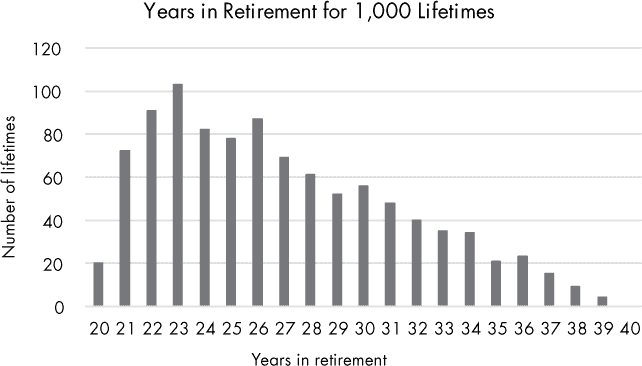 Years in Retirement for 1,000 Lifetimes
120
100
80
60
40
20
0
Number of lifetimes
20 21 22 23 24 25 26 27 28 29 30 31 32 33 34 35 36 37 38 39 40
Years in retirement